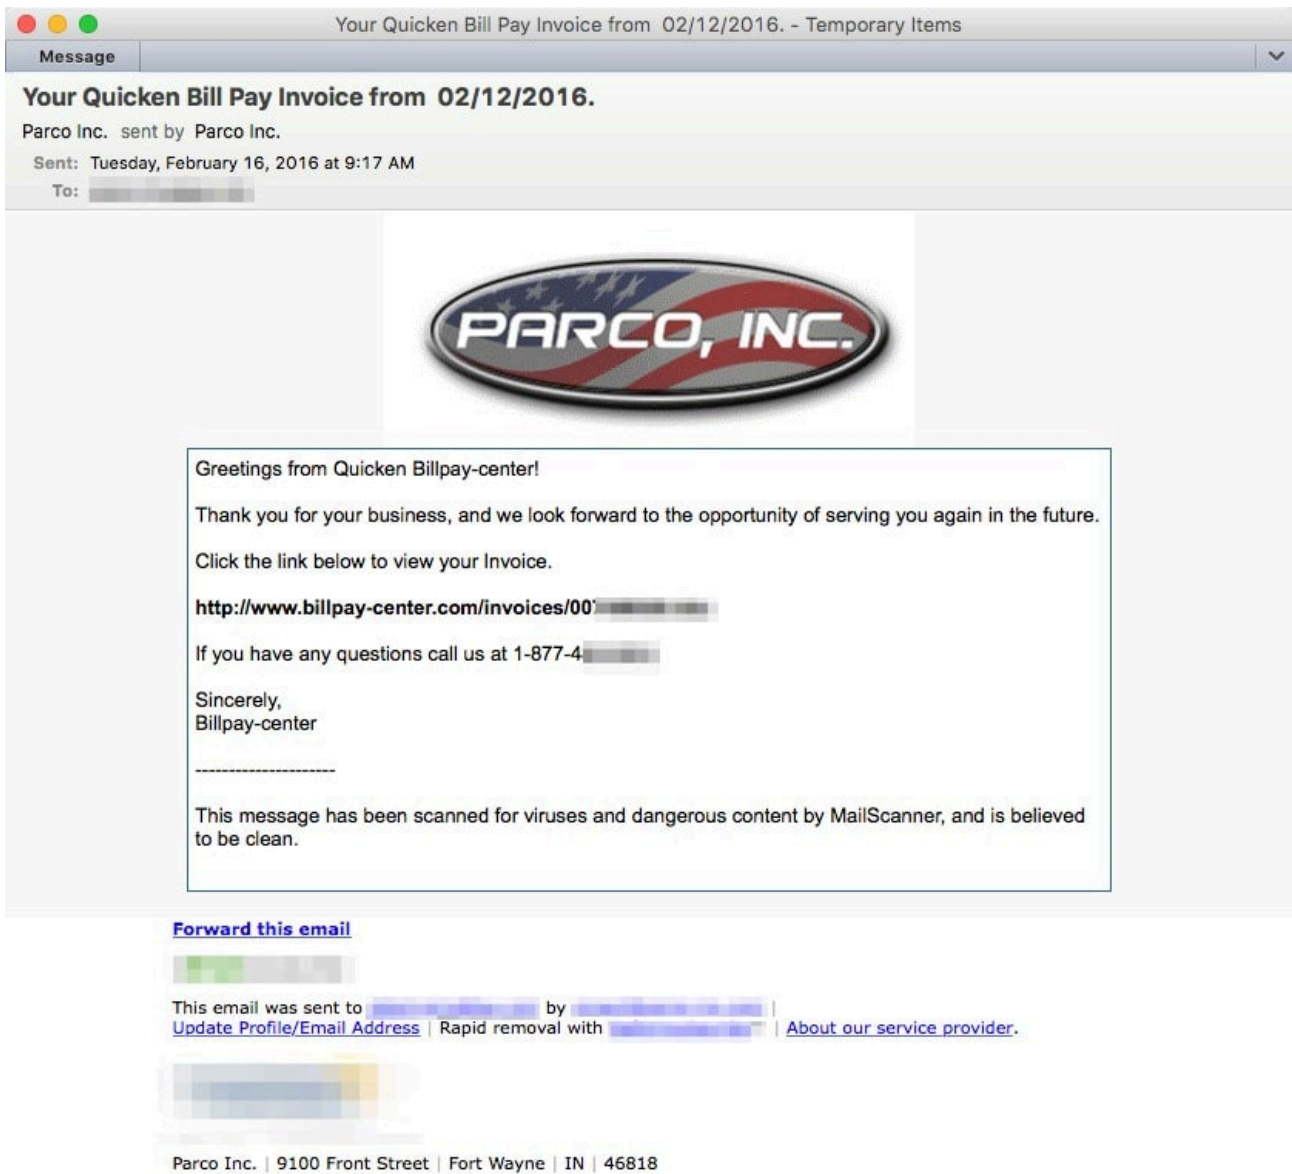 Your Quicken Bill Pay Invoice from 02/12/2016. - Temporary Items
Message
Your Quicken Bill Pay Invoice from 02/12/2016.
Parco Inc. sent by Parco Inc.
Sent: Tuesday, February 16, 2016 at 9:17 AM
To:
PARCO, INC.
Greetings from Quicken Billpay-center!
Thank you for your business, and we look forward to the opportunity of serving you again in the future.
Click the link below to view your Invoice.
http://www.billpay-center.com/invoices/00
If you have any questions call us at 1-877-4
Sincerely,
Billpay-center
---------------------
This message has been scanned for viruses and dangerous content by MailScanner, and is believed
to be clean.
Forward this email
This email was sent to by |
Update Profile/Email Address | Rapid removal with | About our service provider.
Parco Inc. | 9100 Front Street | Fort Wayne | IN | 46818